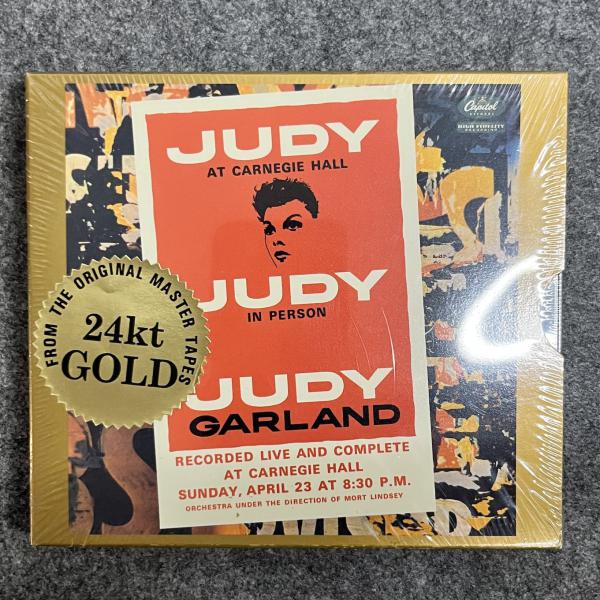 Capitol
RECORDS
HIGH FIDELITY
RECORDING
JUDY
AT CARNEGIE HALL
JUDY
IN PERSON
JUDY
GARLAND
RECORDED LIVE AND COMPLETE
AT CARNEGIE HALL
SUNDAY, APRIL 23 AT 8:30 P.M.
ORCHESTRA UNDER THE DIRECTION OF MORT LINDSEY
FROM THE ORIGINAL MASTER TAPES
24kt
GOLD